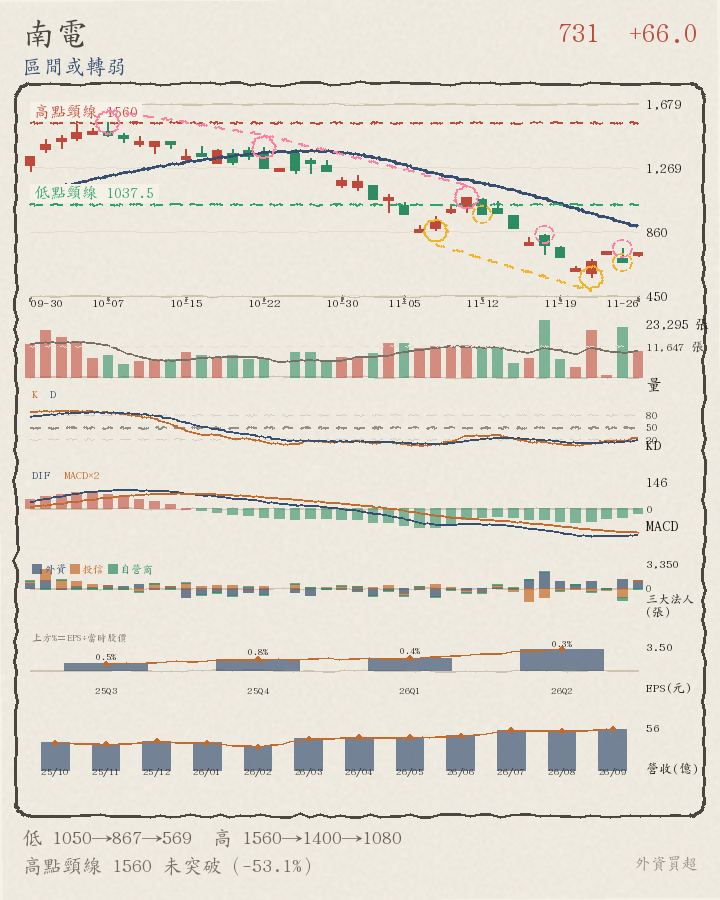 南電
731 +66.0
區間或轉弱
高點頸線 1560
1,679
1,269
低點頸線 1037.5
860
450
09-30 10-07 10-15 10-22 10-30 11-05 11-12 11-19 11-26
23,295 張
11,647 張
量
K D
80
50
20
KD
DIF MACD×2
146
0
MACD
外資 投信 自營商
3,350
0
三大法人
(張)
上方%=EPS÷當時股價
0.5% 0.8% 0.4% 0.3%
3.50
25Q3 25Q4 26Q1 26Q2
EPS(元)
56
25/10 25/11 25/12 26/01 26/02 26/03 26/04 26/05 26/06 26/07 26/08 26/09
營收(億)
低 1050→867→569 高 1560→1400→1080
高點頸線 1560 未突破 (-53.1%)
外資買超